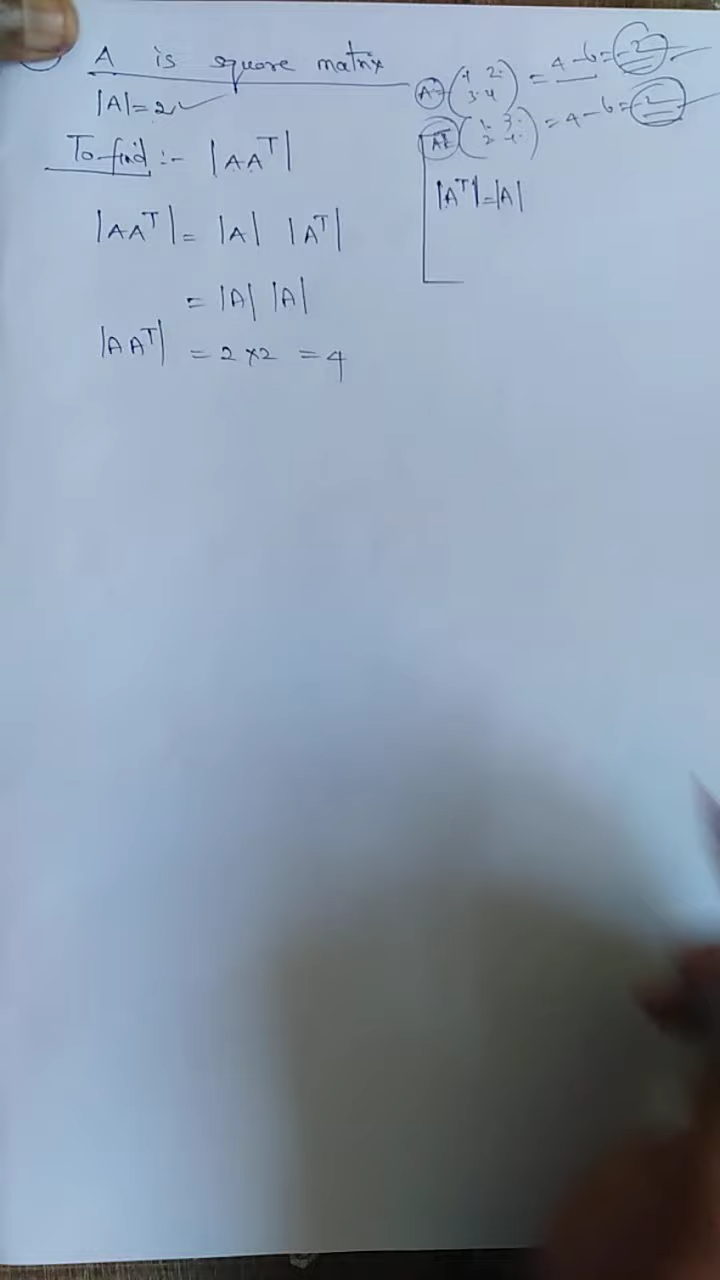 A is square matrix
|A|=2 ✓
To find :- |AA^T|
|AA^T| = |A| |A^T|
= |A| |A|
|AA^T| = 2×2 = 4
A→(1 2 3 4) = 4-6 = -2
A^T (1 3 2 4) = 4-6 = -2
|A^T|=|A|